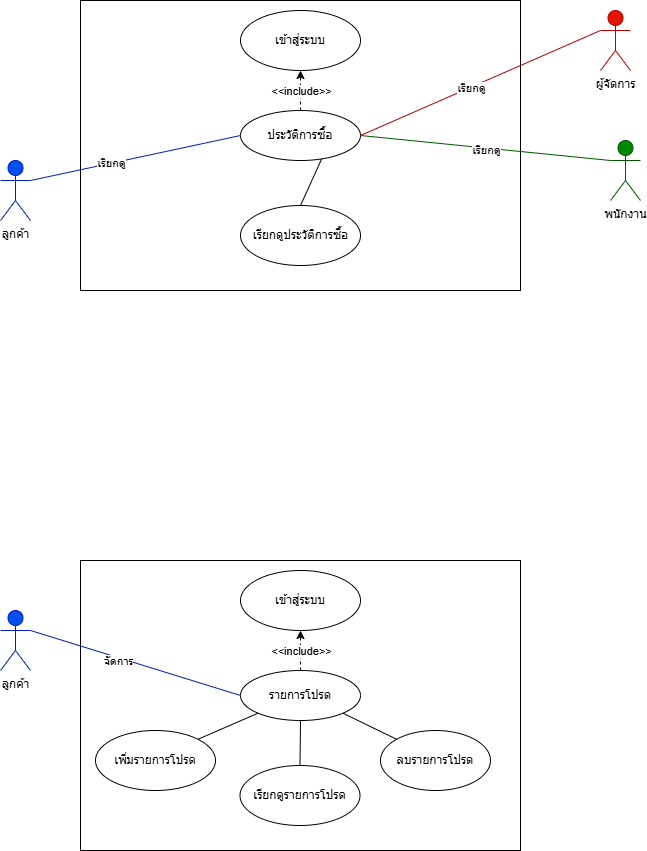 เข้าสู่ระบบ
<<include>>
ผู้จัดการ
เรียกดู
ประวัติการซื้อ
เรียกดู
เรียกดู
พนักงาน
ลูกค้า
เรียกดูประวัติการซื้อ
เข้าสู่ระบบ
<<include>>
จัดการ
ลูกค้า
รายการโปรด
เพิ่มรายการโปรด
ลบรายการโปรด
เรียกดูรายการโปรด